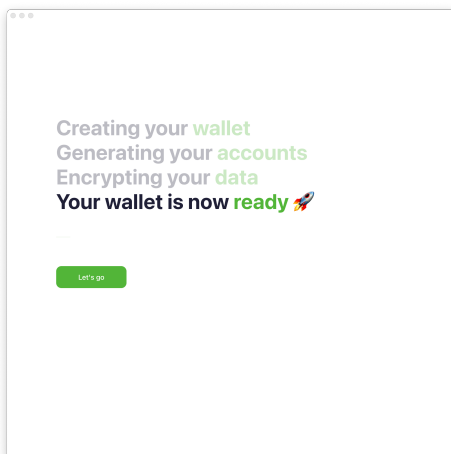 Creating your wallet
Generating your accounts
Encrypting your data
Your wallet is now ready 🚀
Let's go